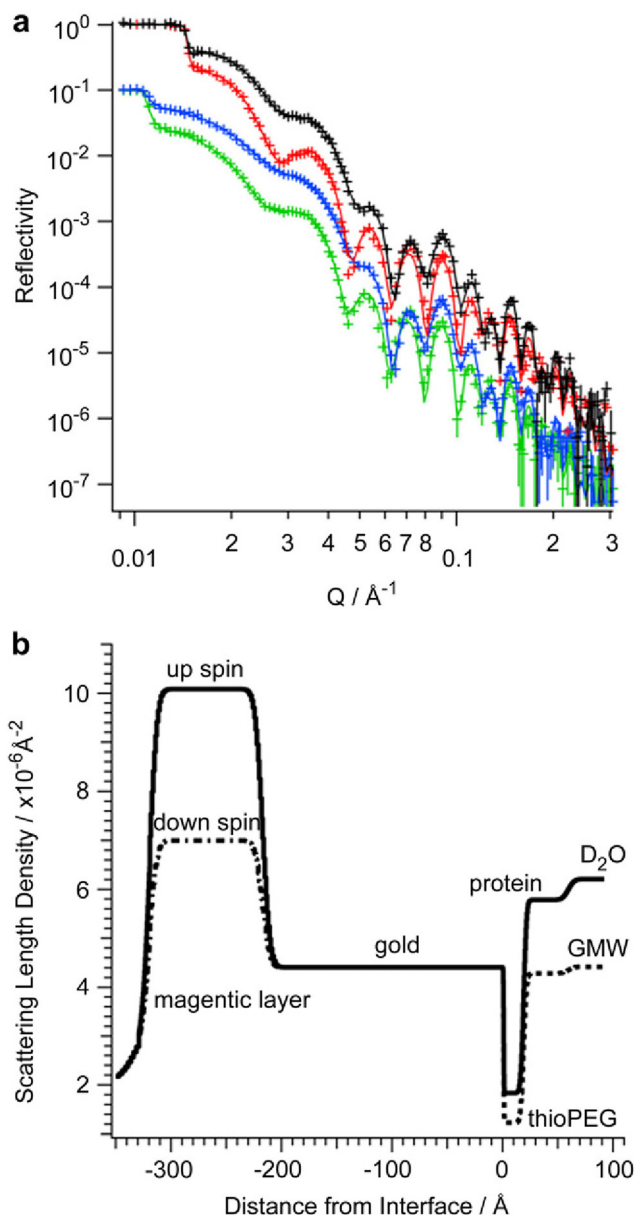 a
10⁰
10⁻¹
10⁻²
10⁻³
10⁻⁴
10⁻⁵
10⁻⁶
10⁻⁷
Reflectivity
2 3 4 5 6 7 8 2 3
0.01 0.1
Q / Å⁻¹
b
up spin
10
8
down spin
D₂O
protein
6
gold
GMW
4
magentic layer
2
thioPEG
Scattering Length Density / x10⁻⁶Å⁻²
-300 -200 -100 0 100
Distance from Interface / Å